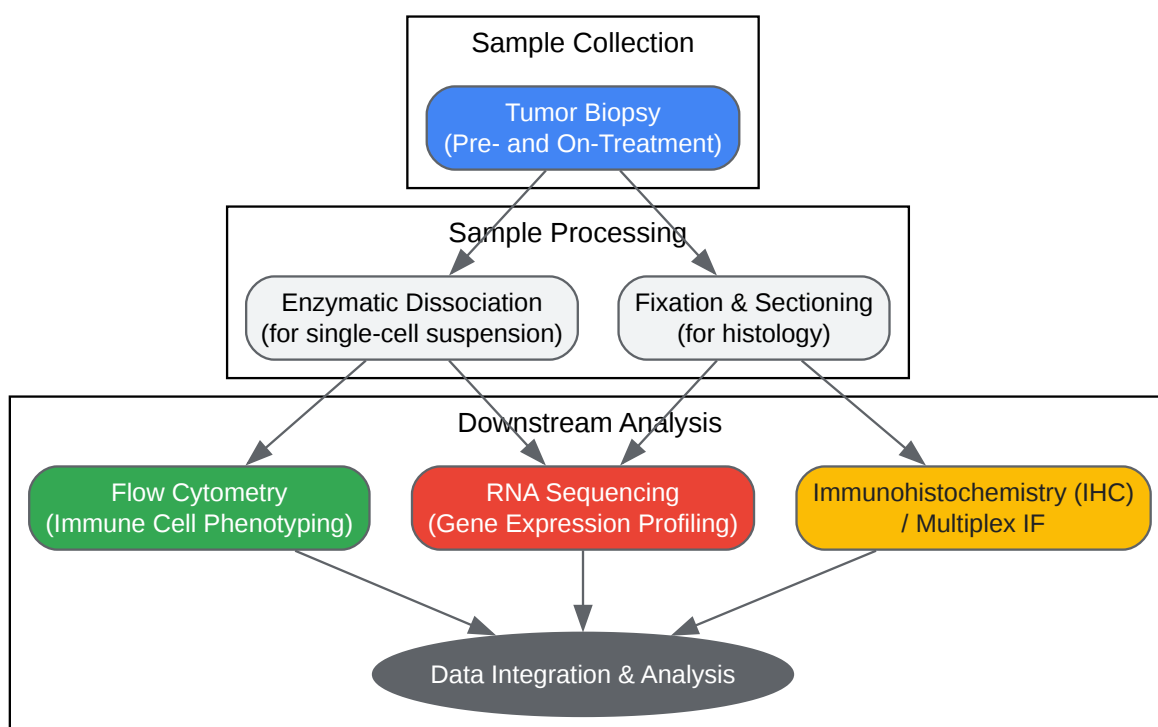 Sample Collection
Tumor Biopsy
(Pre- and On-Treatment)
Sample Processing
Enzymatic Dissociation
(for single-cell suspension)
Fixation & Sectioning
(for histology)
Downstream Analysis
Flow Cytometry
(Immune Cell Phenotyping)
RNA Sequencing
(Gene Expression Profiling)
Immunohistochemistry (IHC)
/ Multiplex IF
Data Integration & Analysis